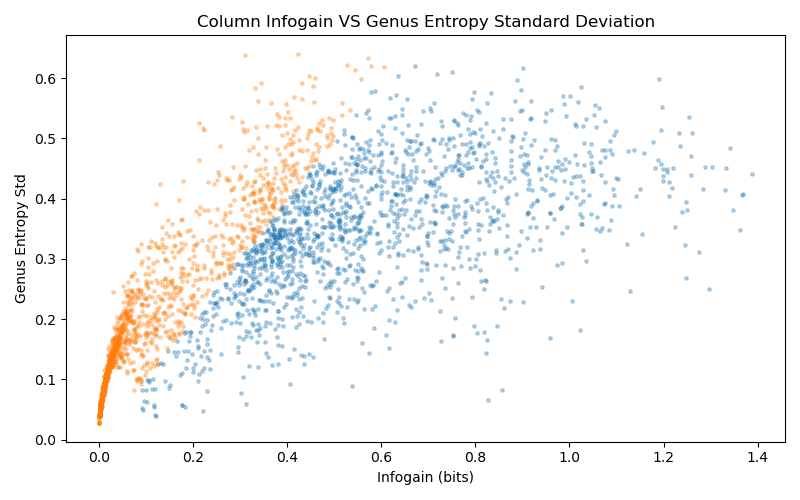 Column Infogain VS Genus Entropy Standard Deviation
Genus Entropy Std
0.6
0.5
0.4
0.3
0.2
0.1
0.0
0.0 0.2 0.4 0.6 0.8 1.0 1.2 1.4
Infogain (bits)